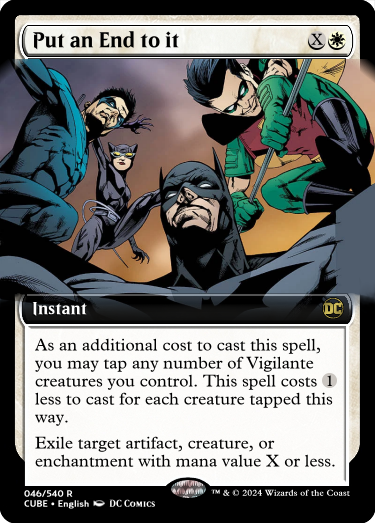 Put an End to it X
Instant DC
As an additional cost to cast this spell,
you may tap any number of Vigilante
creatures you control. This spell costs 1
less to cast for each creature tapped this
way.
Exile target artifact, creature, or
enchantment with mana value X or less.
046/540 R
CUBE • English DC COMICS
MAGIC
™ & © 2024 Wizards of the Coast